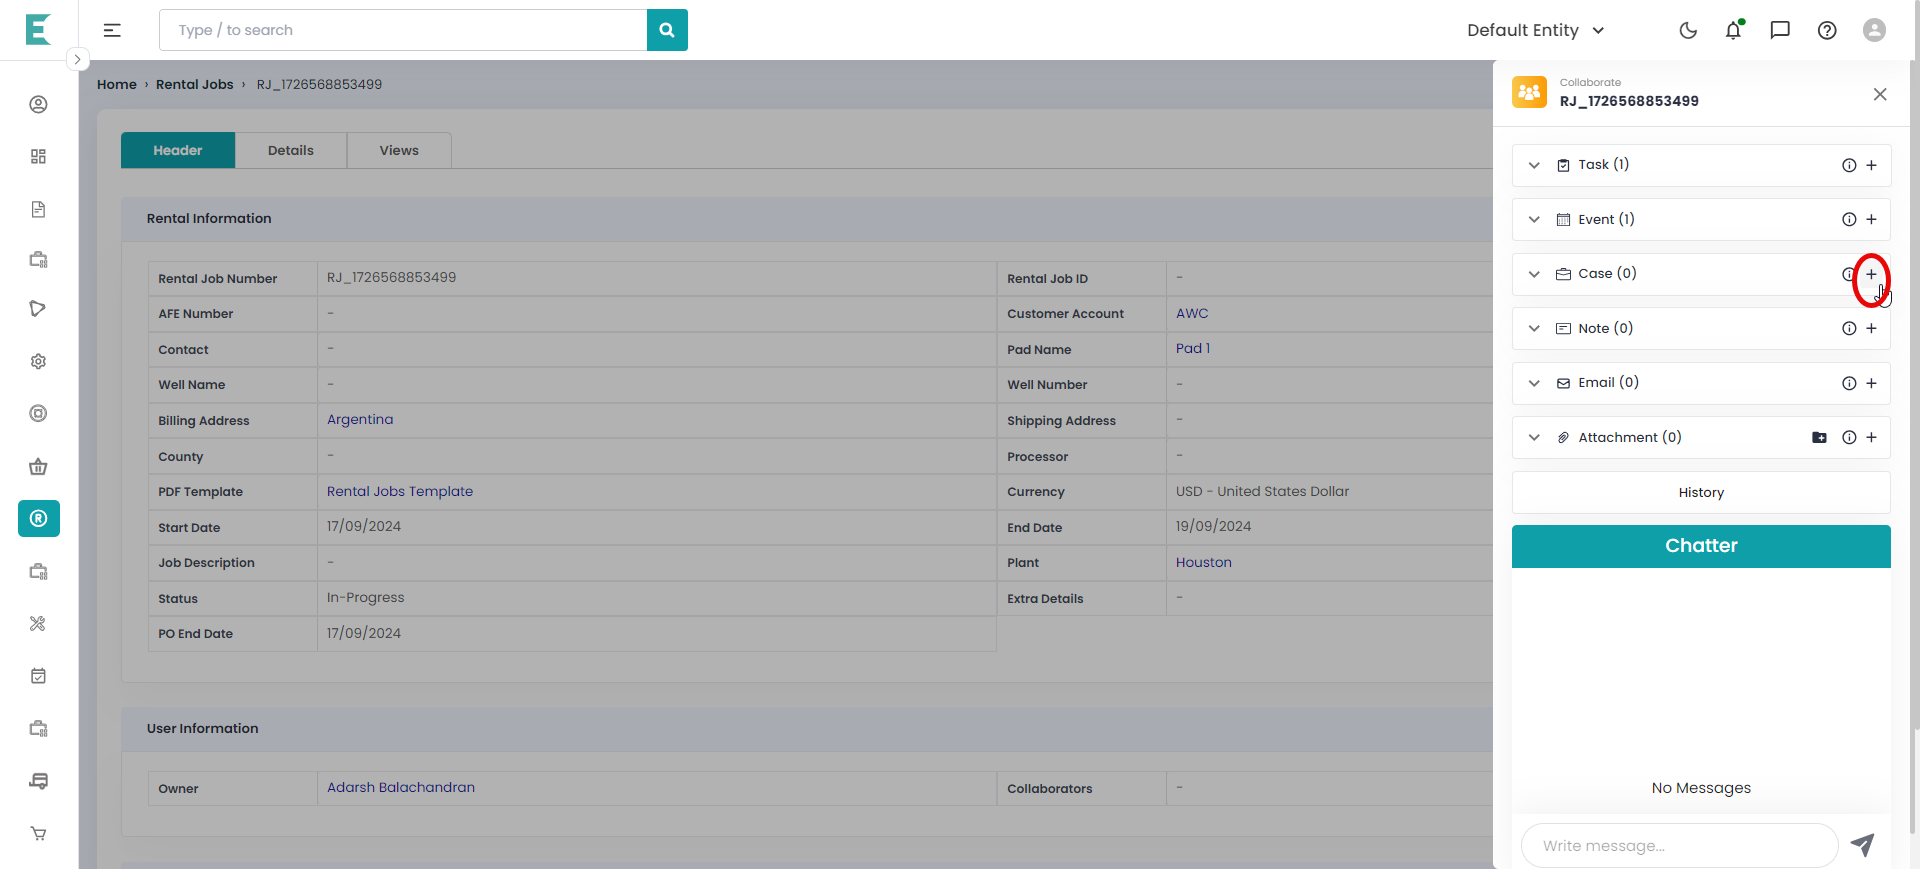 E
Type / to search
Default Entity
Home › Rental Jobs › RJ_1726568853499
Header Details Views
Rental Information
Rental Job Number RJ_1726568853499 Rental Job ID -
AFE Number - Customer Account AWC
Contact - Pad Name Pad 1
Well Name - Well Number -
Billing Address Argentina Shipping Address -
County - Processor -
PDF Template Rental Jobs Template Currency USD - United States Dollar
Start Date 17/09/2024 End Date 19/09/2024
Job Description - Plant Houston
Status In-Progress Extra Details -
PO End Date 17/09/2024
User Information
Owner Adarsh Balachandran Collaborators -
Collaborate
RJ_1726568853499
Task (1)
Event (1)
Case (0)
Note (0)
Email (0)
Attachment (0)
History
Chatter
No Messages
Write message...